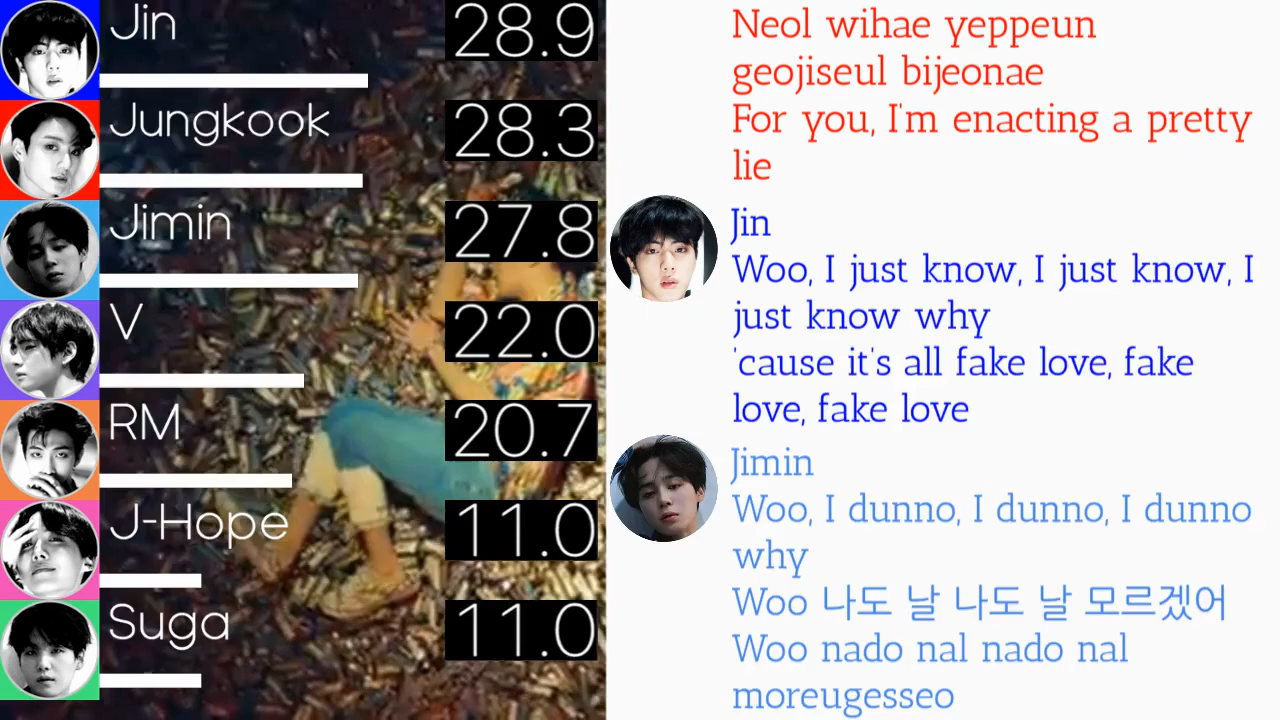 Jin
28.9
Jungkook
28.3
Jimin
27.8
V
22.0
RM
20.7
J-Hope
11.0
Suga
11.0
Neol wihae yeppeun
geojiseul bijeonae
For you, I'm enacting a pretty
lie
Jin
Woo, I just know, I just know, I
just know why
'cause it's all fake love, fake
love, fake love
Jimin
Woo, I dunno, I dunno, I dunno
why
Woo 나도 날 나도 날 모르겠어
Woo nado nal nado nal
moreugesseo